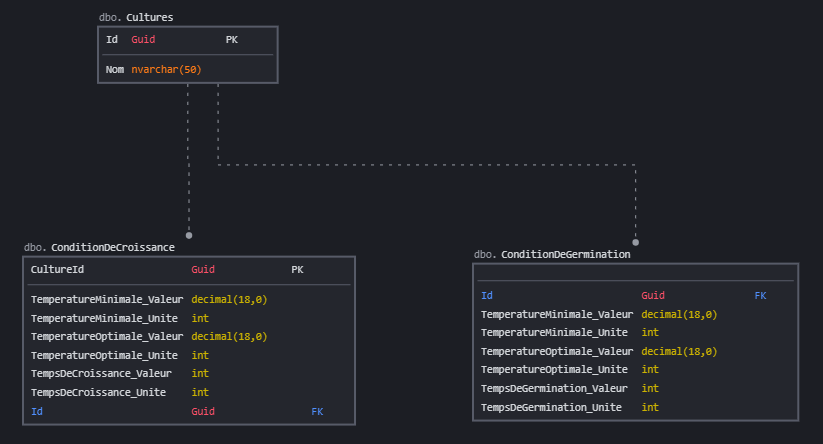 dbo. Cultures
Id Guid PK
Nom nvarchar(50)
dbo. ConditionDeCroissance
CultureId Guid PK
TemperatureMinimale_Valeur decimal(18,0)
TemperatureMinimale_Unite int
TemperatureOptimale_Valeur decimal(18,0)
TemperatureOptimale_Unite int
TempsDeCroissance_Valeur int
TempsDeCroissance_Unite int
Id Guid FK
dbo. ConditionDeGermination
Id Guid FK
TemperatureMinimale_Valeur decimal(18,0)
TemperatureMinimale_Unite int
TemperatureOptimale_Valeur decimal(18,0)
TemperatureOptimale_Unite int
TempsDeGermination_Valeur int
TempsDeGermination_Unite int